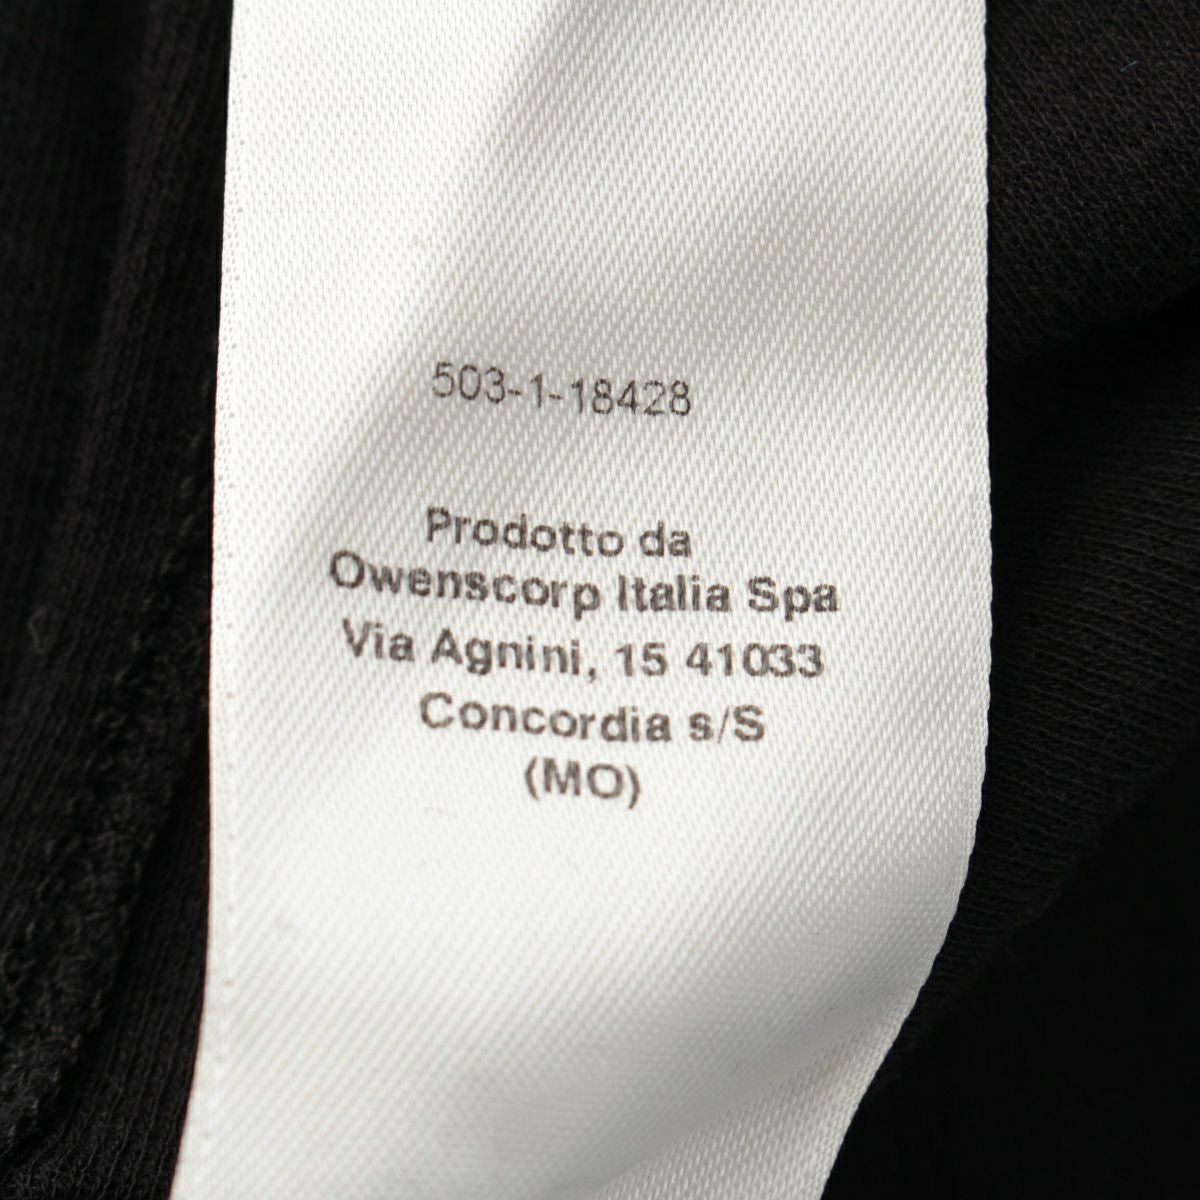 503-1-18428
Prodotto da
Owenscorp Italia Spa
Via Agnini, 15 41033
Concordia s/S
(MO)